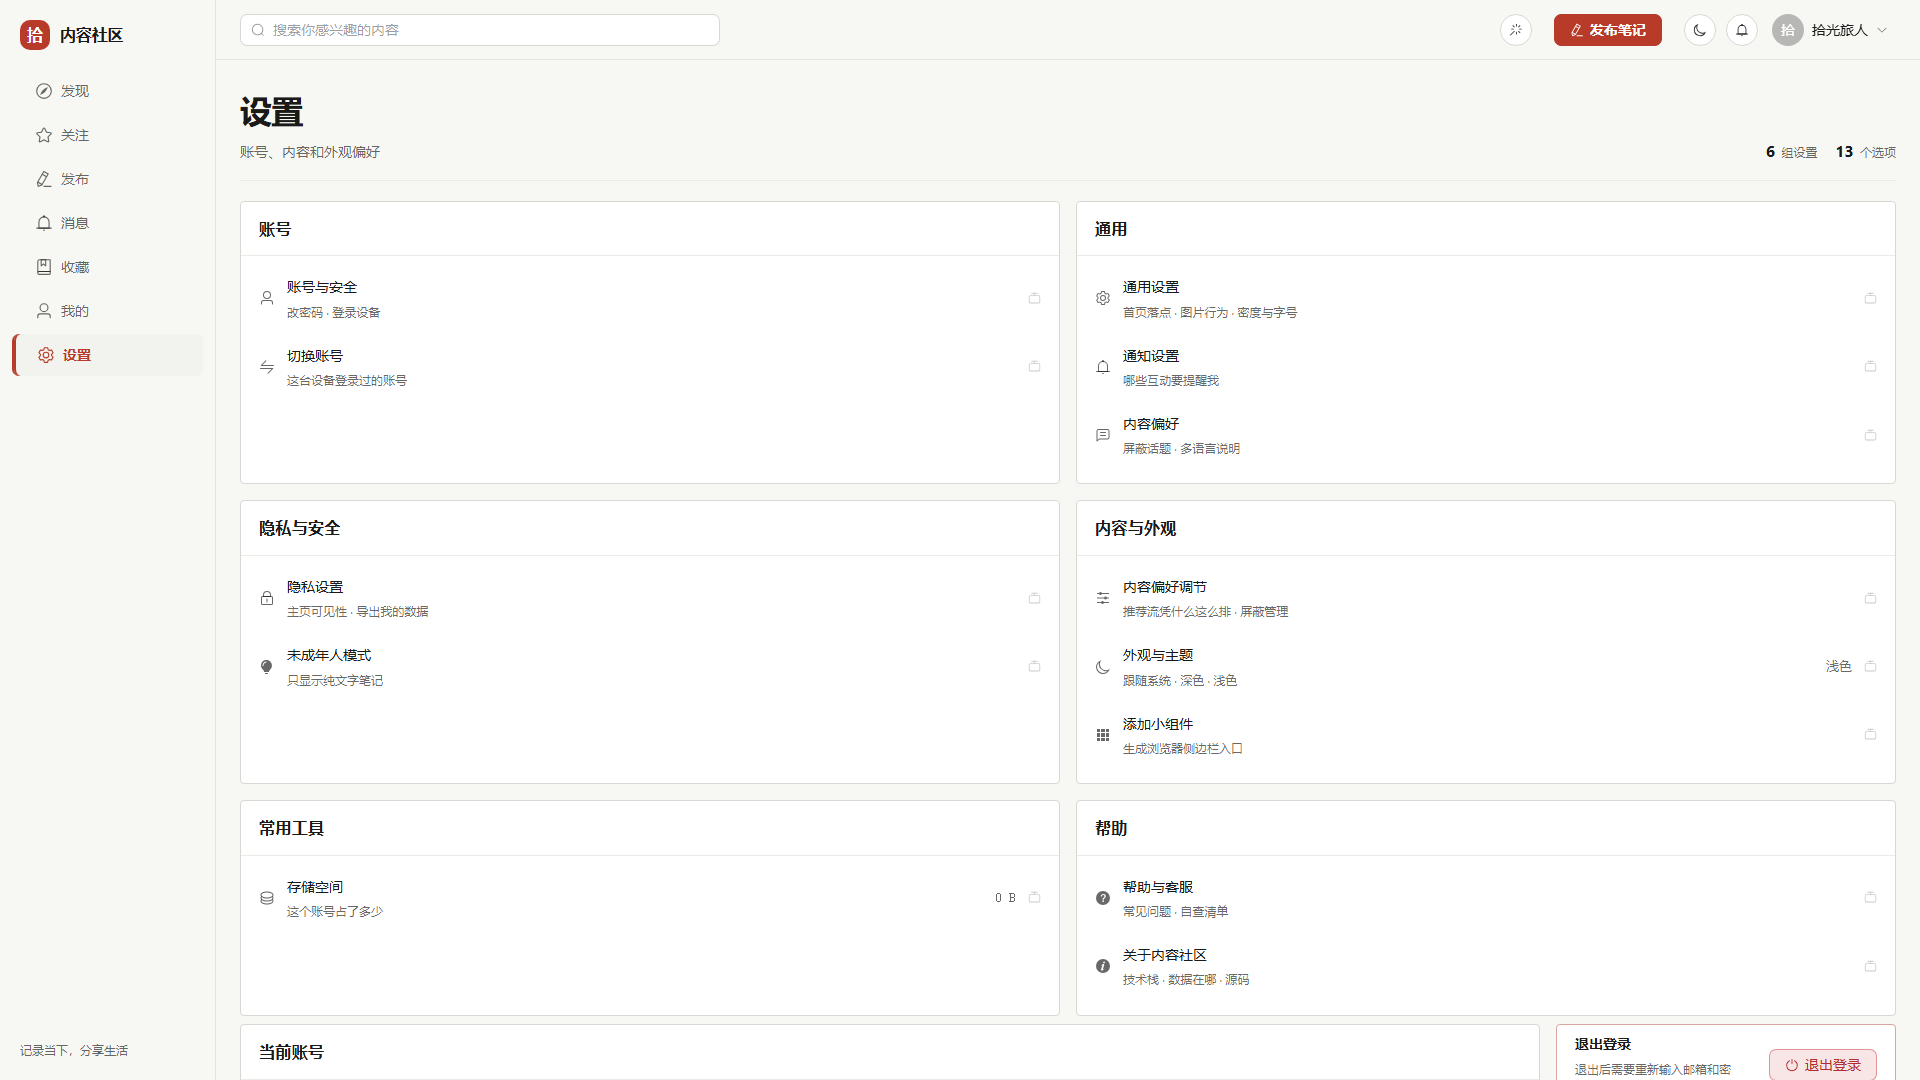 拾 内容社区
搜索你感兴趣的内容
发布笔记
拾 拾光旅人
发现
关注
发布
消息
收藏
我的
设置
记录当下，分享生活
设置
账号、内容和外观偏好
6 组设置 13 个选项
账号
账号与安全
改密码 · 登录设备
切换账号
这台设备登录过的账号
通用
通用设置
首页落点 · 图片行为 · 密度与字号
通知设置
哪些互动要提醒我
内容偏好
屏蔽话题 · 多语言说明
隐私与安全
隐私设置
主页可见性 · 导出我的数据
未成年人模式
只显示纯文字笔记
内容与外观
内容偏好调节
推荐流凭什么这么排 · 屏蔽管理
外观与主题
跟随系统 · 深色 · 浅色
浅色
添加小组件
生成浏览器侧边栏入口
常用工具
存储空间
这个账号占了多少
0 B
帮助
帮助与客服
常见问题 · 自查清单
关于内容社区
技术栈 · 数据在哪 · 源码
当前账号
退出登录
退出后需要重新输入邮箱和密
退出登录